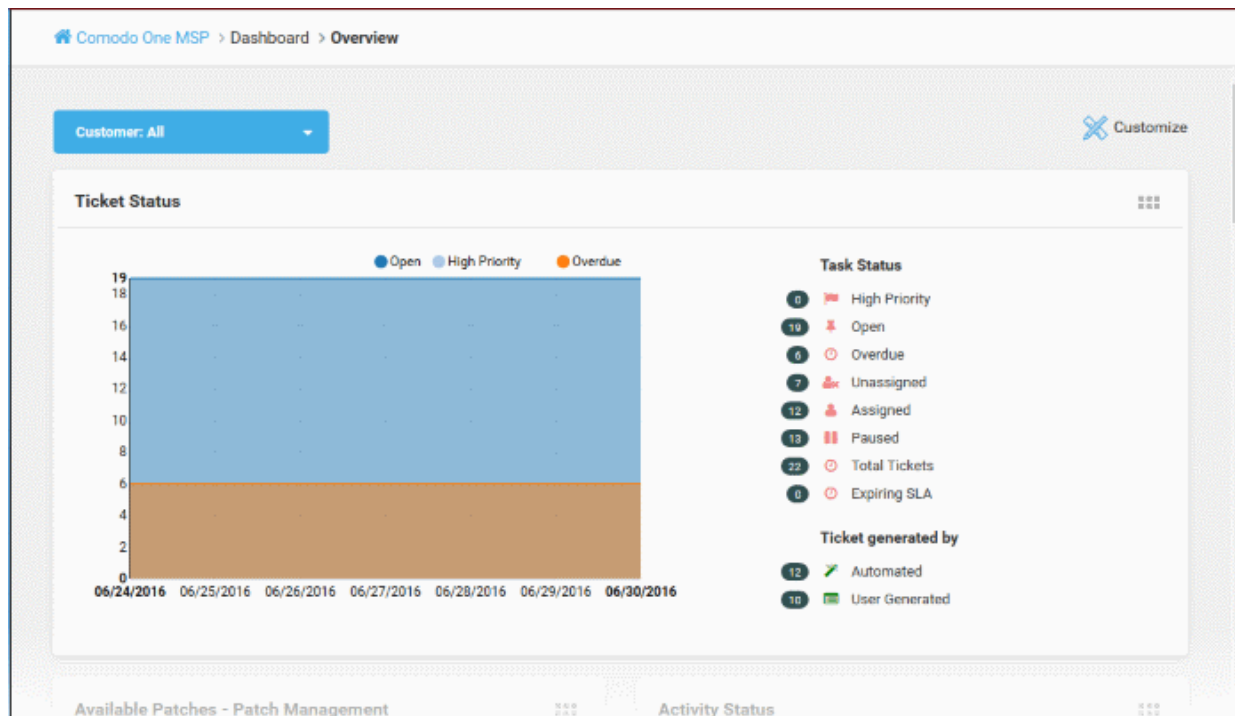 Comodo One MSP > Dashboard > Overview
Customer: All
Customize
Ticket Status
Open High Priority Overdue
19
18
16
14
12
10
8
6
4
2
0
06/24/2016 06/25/2016 06/26/2016 06/27/2016 06/28/2016 06/29/2016 06/30/2016
Task Status
0 High Priority
19 Open
6 Overdue
7 Unassigned
12 Assigned
13 Paused
22 Total Tickets
0 Expiring SLA
Ticket generated by
12 Automated
10 User Generated
Available Patches - Patch Management
Activity Status